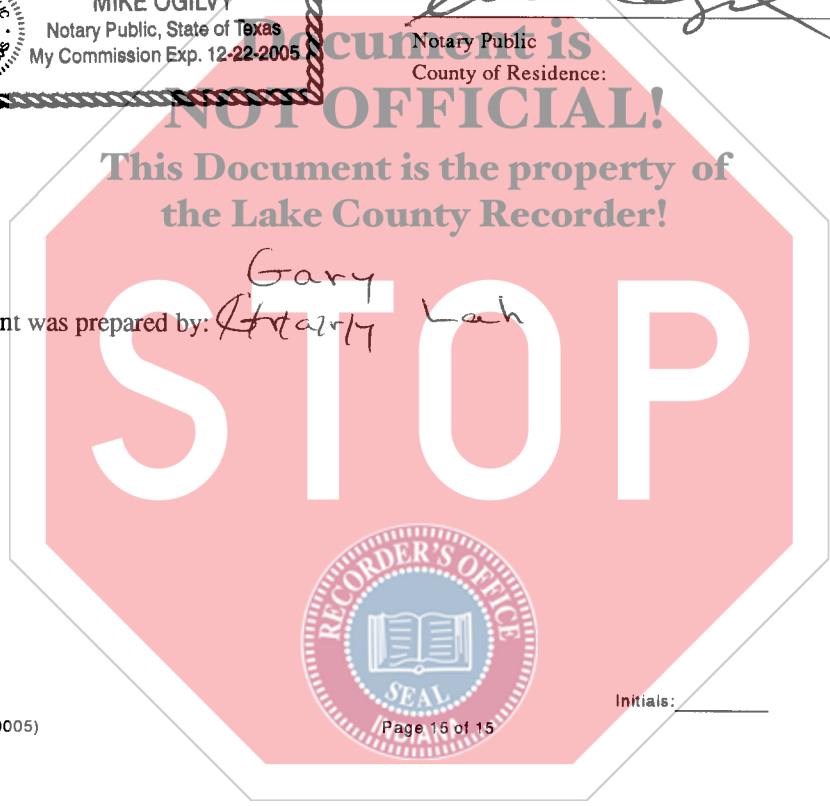 MIKE OGILVY
Notary Public, State of Texas
My Commission Exp. 12-22-2005
Notary Public
County of Residence:
Document is
NOT OFFICIAL!
This Document is the property of
the Lake County Recorder!
Gary
nt was prepared by: Lah
STOP
RECORDER'S OFFICE
SEAL
INDIANA
Initials:
0005)
Page 15 of 15